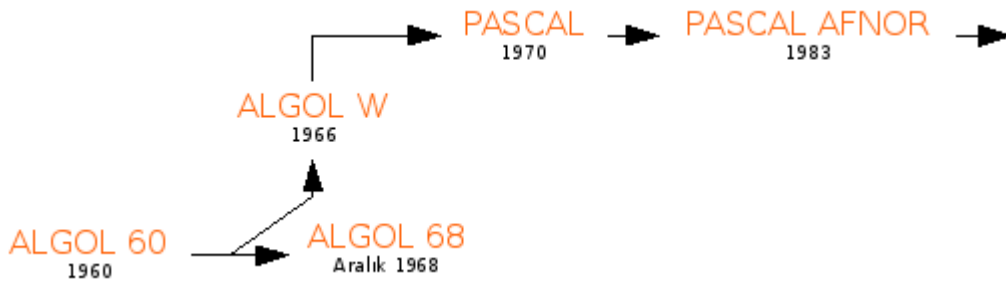 PASCAL
1970
PASCAL AFNOR
1983
ALGOL W
1966
ALGOL 60
1960
ALGOL 68
Aralık 1968